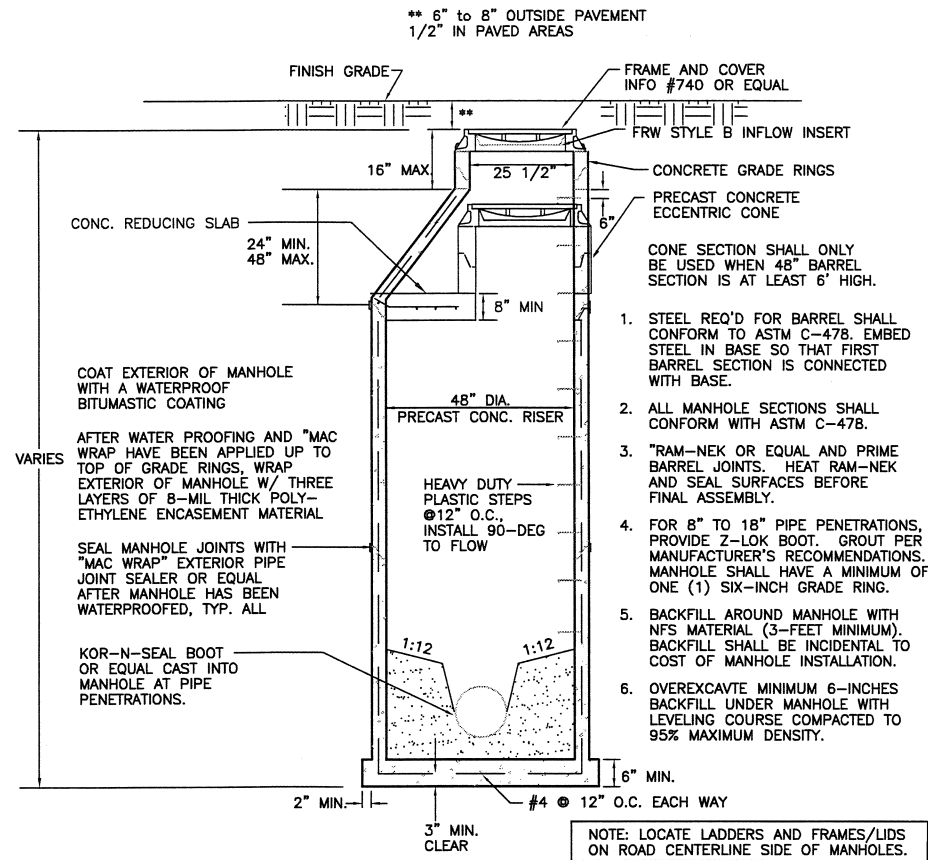 ** 6" to 8" OUTSIDE PAVEMENT
1/2" IN PAVED AREAS
FINISH GRADE
FRAME AND COVER
INFO #740 OR EQUAL
**
FRW STYLE B INFLOW INSERT
16" MAX.
25 1/2"
CONCRETE GRADE RINGS
PRECAST CONCRETE
ECCENTRIC CONE
6"
CONC. REDUCING SLAB
24" MIN.
48" MAX.
8" MIN
CONE SECTION SHALL ONLY
BE USED WHEN 48" BARREL
SECTION IS AT LEAST 6' HIGH.
1. STEEL REQ'D FOR BARREL SHALL
CONFORM TO ASTM C-478. EMBED
STEEL IN BASE SO THAT FIRST
BARREL SECTION IS CONNECTED
WITH BASE.
2. ALL MANHOLE SECTIONS SHALL
CONFORM WITH ASTM C-478.
3. "RAM-NEK OR EQUAL AND PRIME
BARREL JOINTS. HEAT RAM-NEK
AND SEAL SURFACES BEFORE
FINAL ASSEMBLY.
4. FOR 8" TO 18" PIPE PENETRATIONS,
PROVIDE Z-LOK BOOT. GROUT PER
MANUFACTURER'S RECOMMENDATIONS.
MANHOLE SHALL HAVE A MINIMUM OF
ONE (1) SIX-INCH GRADE RING.
5. BACKFILL AROUND MANHOLE WITH
NFS MATERIAL (3-FEET MINIMUM).
BACKFILL SHALL BE INCIDENTAL TO
COST OF MANHOLE INSTALLATION.
6. OVEREXCAVTE MINIMUM 6-INCHES
BACKFILL UNDER MANHOLE WITH
LEVELING COURSE COMPACTED TO
95% MAXIMUM DENSITY.
COAT EXTERIOR OF MANHOLE
WITH A WATERPROOF
BITUMASTIC COATING
48" DIA.
PRECAST CONC. RISER
VARIES
AFTER WATER PROOFING AND "MAC
WRAP HAVE BEEN APPLIED UP TO
TOP OF GRADE RINGS, WRAP
EXTERIOR OF MANHOLE W/ THREE
LAYERS OF 8-MIL THICK POLY-
ETHYLENE ENCASEMENT MATERIAL
HEAVY DUTY
PLASTIC STEPS
@12" O.C.,
INSTALL 90-DEG
TO FLOW
SEAL MANHOLE JOINTS WITH
"MAC WRAP" EXTERIOR PIPE
JOINT SEALER OR EQUAL
AFTER MANHOLE HAS BEEN
WATERPROOFED, TYP. ALL
1:12
1:12
KOR-N-SEAL BOOT
OR EQUAL CAST INTO
MANHOLE AT PIPE
PENETRATIONS.
6" MIN.
2" MIN.
#4 @ 12" O.C. EACH WAY
3" MIN.
CLEAR
NOTE: LOCATE LADDERS AND FRAMES/LIDS
ON ROAD CENTERLINE SIDE OF MANHOLES.